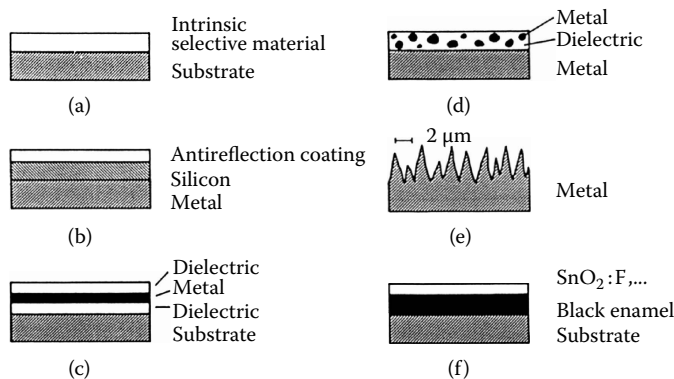 Intrinsic
selective material
Substrate
(a)
Antireflection coating
Silicon
Metal
(b)
Dielectric
Metal
Dielectric
Substrate
(c)
Metal
Dielectric
Metal
(d)
2 μm
Metal
(e)
SnO₂:F,...
Black enamel
Substrate
(f)